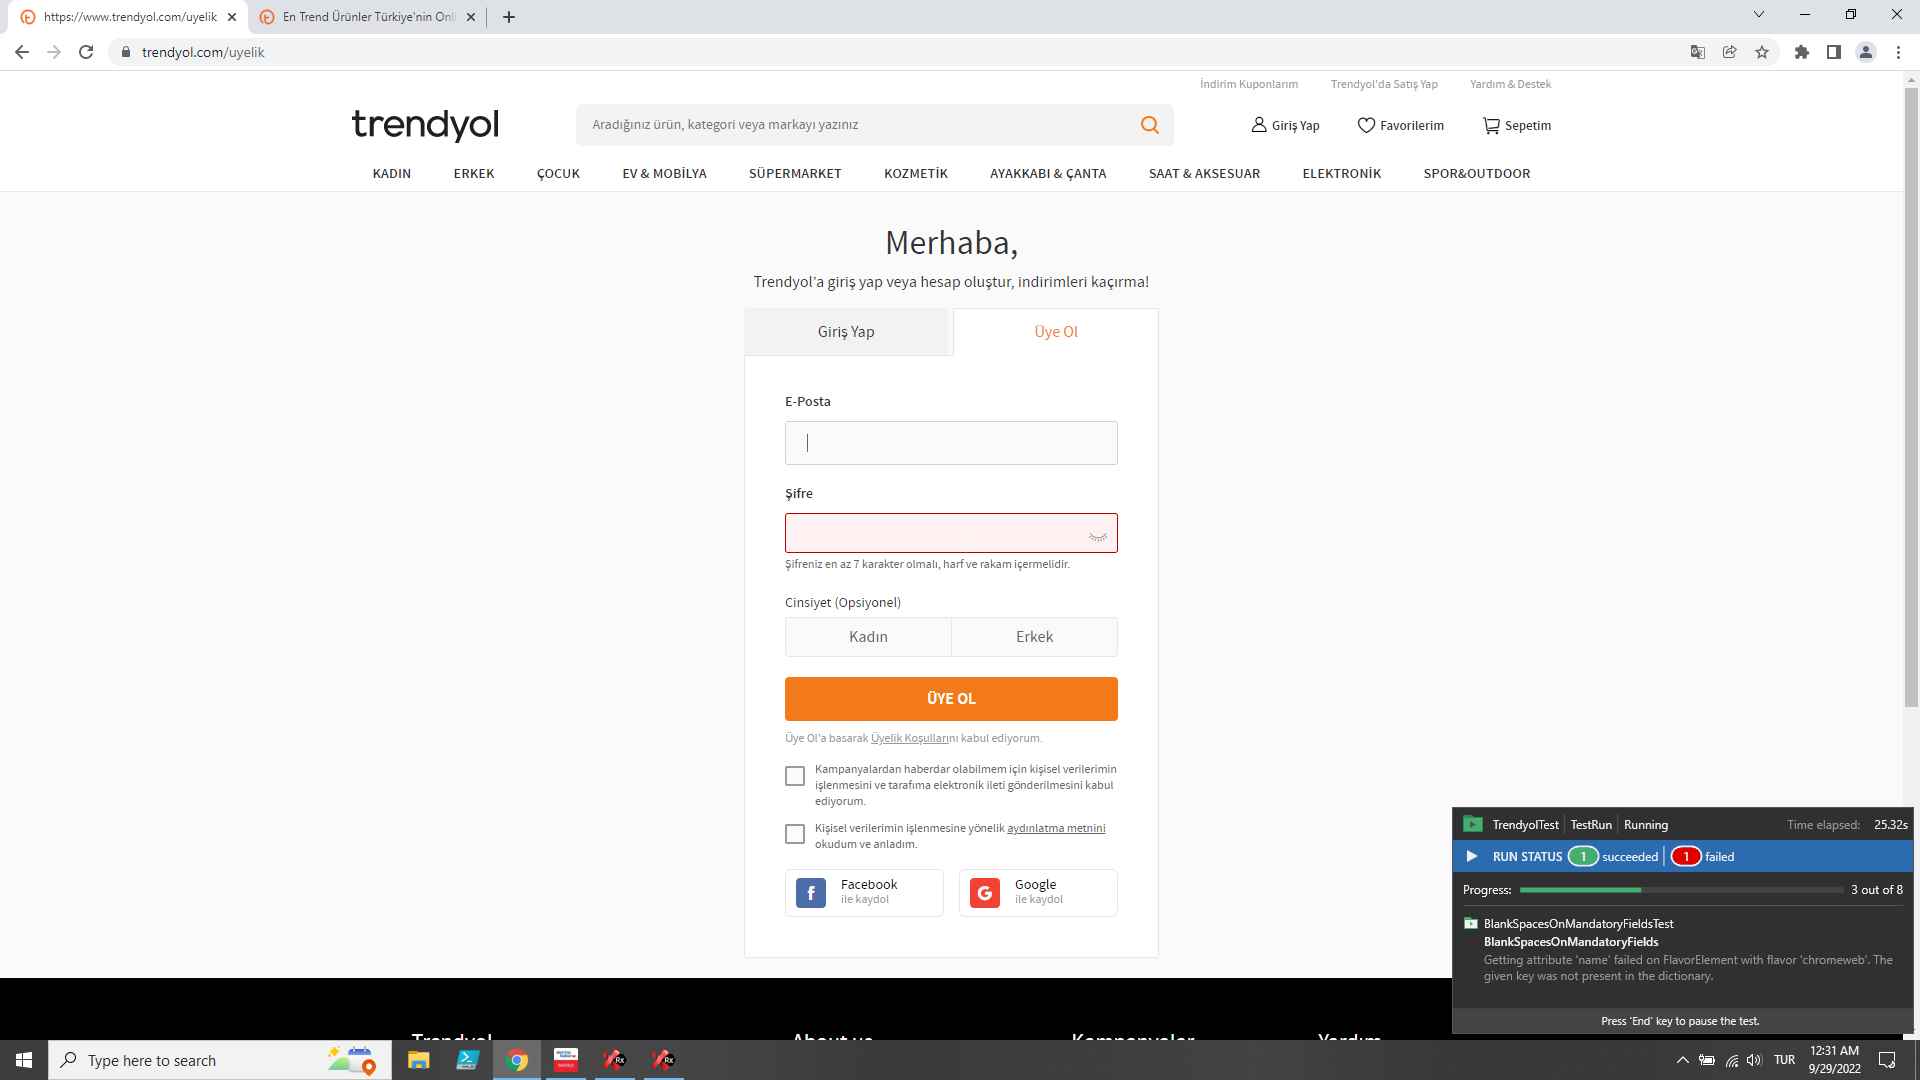 https://www.trendyol.com/uyelik
En Trend Ürünler Türkiye'nin Onli
trendyol.com/uyelik
İndirim Kuponlarım
Trendyol'da Satış Yap
Yardım & Destek
trendyol
Aradığınız ürün, kategori veya markayı yazınız
Giriş Yap
Favorilerim
Sepetim
KADIN
ERKEK
ÇOCUK
EV & MOBİLYA
SÜPERMARKET
KOZMETİK
AYAKKABI & ÇANTA
SAAT & AKSESUAR
ELEKTRONİK
SPOR&OUTDOOR
Merhaba,
Trendyol'a giriş yap veya hesap oluştur, indirimleri kaçırma!
Giriş Yap
Üye Ol
E-Posta
Şifre
Şifreniz en az 7 karakter olmalı, harf ve rakam içermelidir.
Cinsiyet (Opsiyonel)
Kadın
Erkek
ÜYE OL
Üye Ol'a basarak Üyelik Koşullarını kabul ediyorum.
Kampanyalardan haberdar olabilmem için kişisel verilerimin
işlenmesini ve tarafıma elektronik ileti gönderilmesini kabul
ediyorum.
Kişisel verilerimin işlenmesine yönelik aydınlatma metnini
okudum ve anladım.
f
Facebook
ile kaydol
G
Google
ile kaydol
TrendyolTest
TestRun
Running
Time elapsed:
25.32s
RUN STATUS 1 succeeded 1 failed
Progress:
3 out of 8
BlankSpacesOnMandatoryFieldsTest
BlankSpacesOnMandatoryFields
Getting attribute 'name' failed on FlavorElement with flavor 'chromeweb'. The
given key was not present in the dictionary.
Press 'End' key to pause the test.
Trendyol
About us
Kampanyalar
Yardım
Type here to search
Rx
Rx
TUR
12:31 AM
9/29/2022